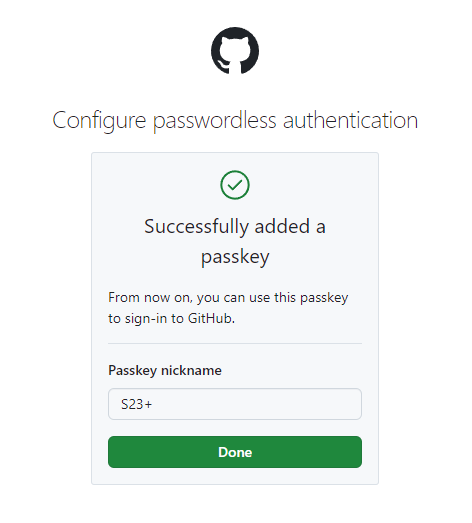 Configure passwordless authentication
Successfully added a
passkey
From now on, you can use this passkey
to sign-in to GitHub.
Passkey nickname
S23+
Done